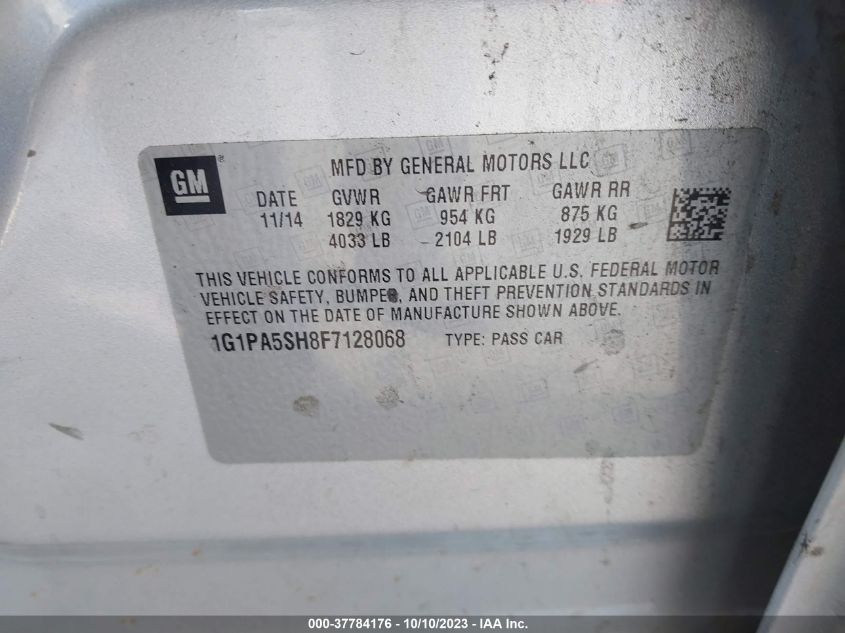 GM ®
MFD BY GENERAL MOTORS LLC
DATE GVWR GAWR FRT GAWR RR
11/14 1829 KG 954 KG 875 KG
4033 LB 2104 LB 1929 LB
THIS VEHICLE CONFORMS TO ALL APPLICABLE U.S. FEDERAL MOTOR
VEHICLE SAFETY, BUMPER, AND THEFT PREVENTION STANDARDS IN
EFFECT ON THE DATE OF MANUFACTURE SHOWN ABOVE.
1G1PA5SH8F7128068 TYPE: PASS CAR
000-37784176 - 10/10/2023 - IAA Inc.